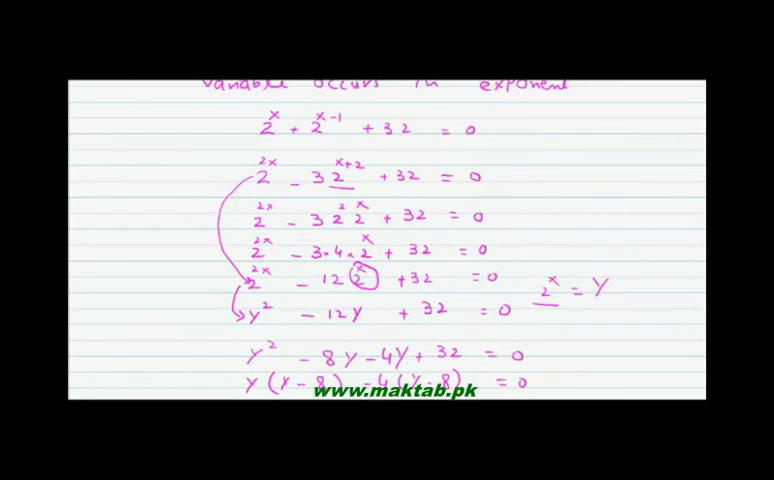 variable occurs in exponent
2^x + 2^(x-1) + 32 = 0
2^(2x) - 3 2^(x+2) + 32 = 0
2^(2x) - 3 2^2 2^x + 32 = 0
2^(2x) - 3·4×2^x + 32 = 0
2^(2x) - 12 2^x + 32 = 0
2^x = Y
Y^2 - 12Y + 32 = 0
Y^2 - 8Y - 4Y + 32 = 0
Y(Y-8) - 4(Y-8) = 0
www.maktab.pk